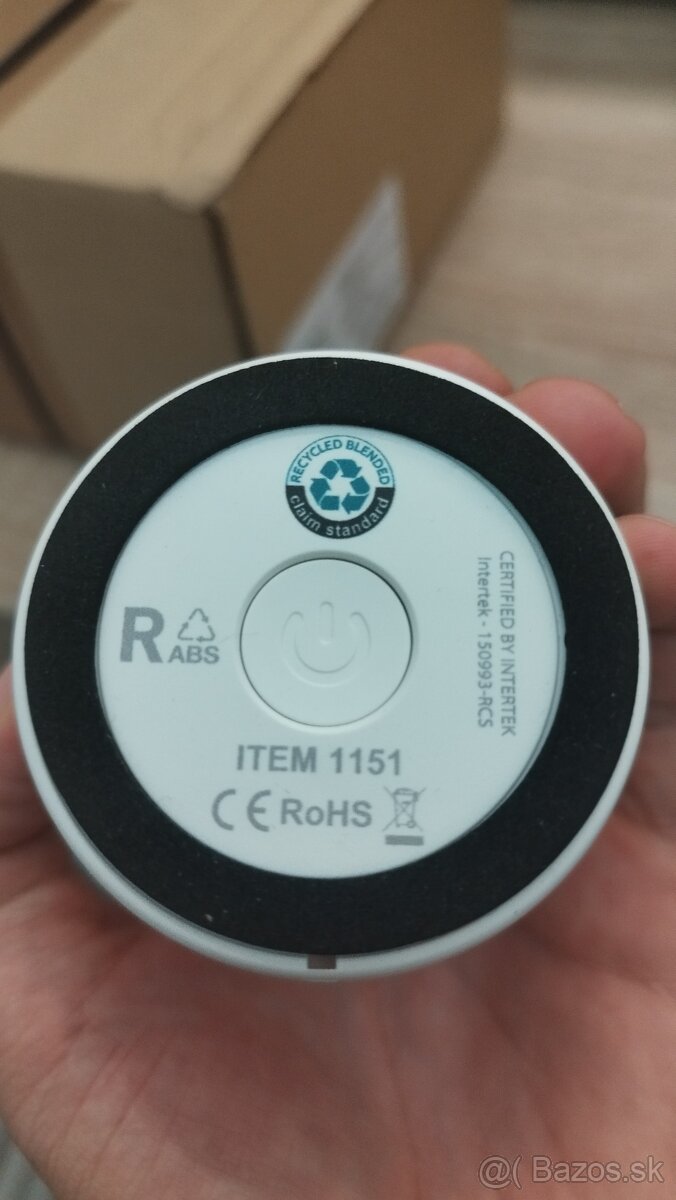 RECYCLED BLENDED
claim standard
R ABS
CERTIFIED BY INTERTEK
Intertek - 150993-RCS
ITEM 1151
CE RoHS
@( Bazos.sk